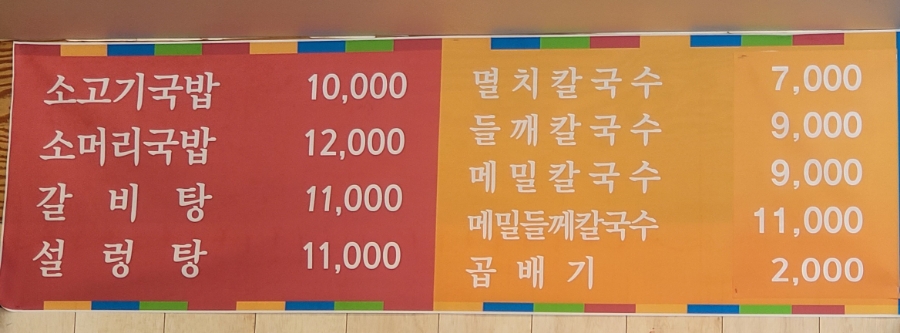 소고기국밥 10,000
소머리국밥 12,000
갈비탕 11,000
설렁탕 11,000
멸치칼국수 7,000
들깨칼국수 9,000
메밀칼국수 9,000
메밀들께칼국수 11,000
곱배기 2,000